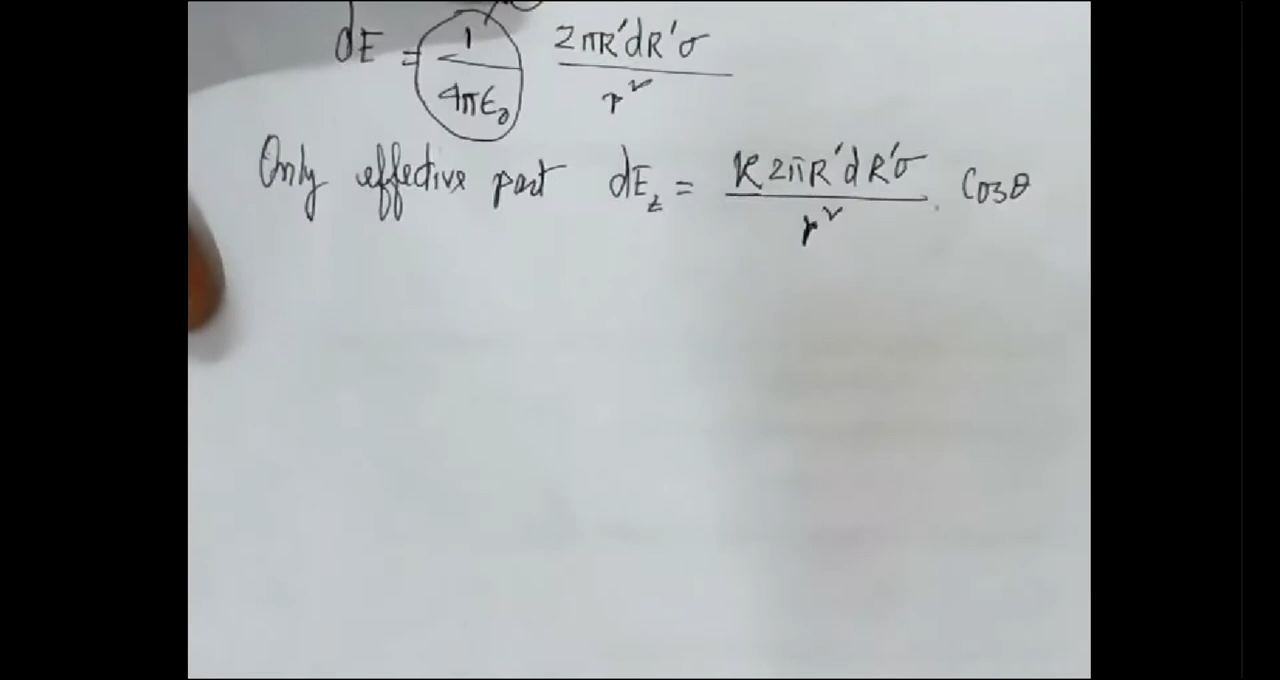 dE = 1/4πε₀ 2πR'dR'σ/r²
Only effective part dE_z = K2πR'dR'σ/r² . Cosθ